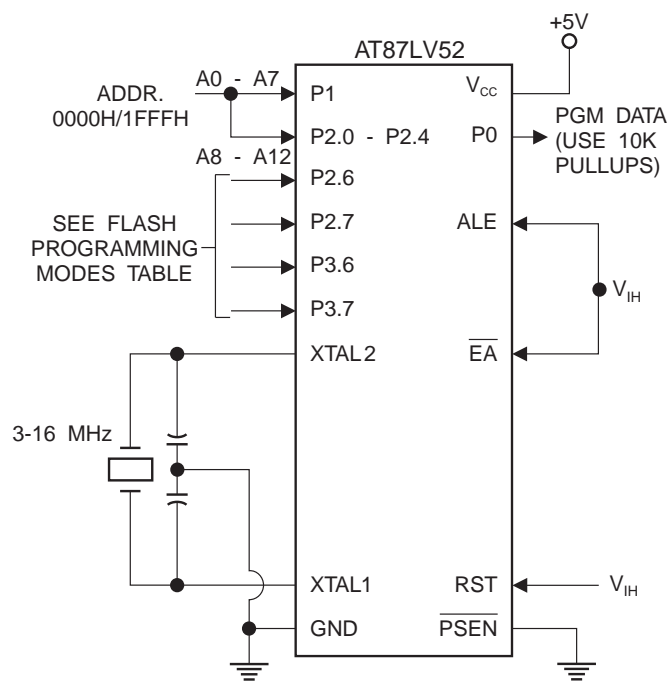 +5V
AT87LV52
A0 - A7
ADDR.
0000H/1FFFH
P1
VCC
P2.0 - P2.4
P0
PGM DATA
(USE 10K
PULLUPS)
A8 - A12
P2.6
SEE FLASH
PROGRAMMING
MODES TABLE
P2.7
ALE
P3.6
VIH
P3.7
XTAL2
EA
3-16 MHz
XTAL1
RST
VIH
GND
PSEN